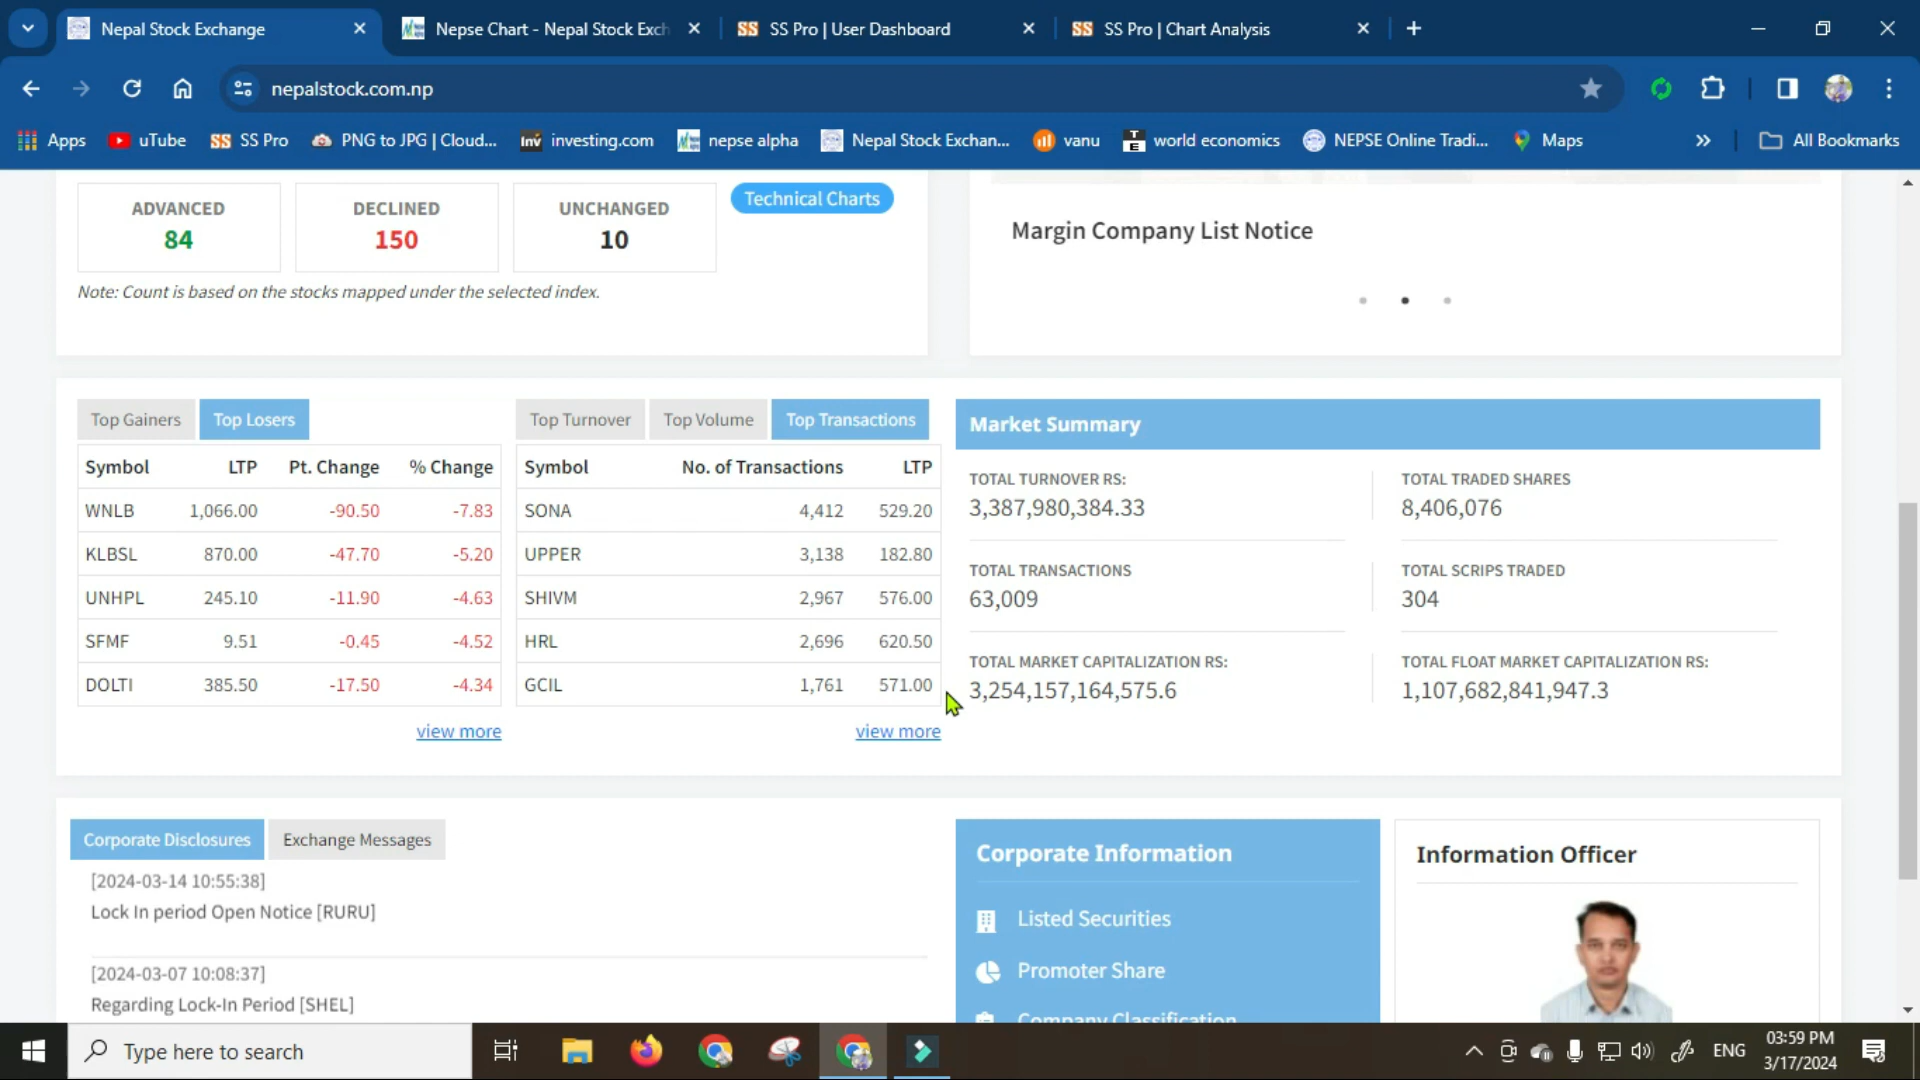 Nepal Stock Exchange
Nepse Chart - Nepal Stock Exch
SS Pro | User Dashboard
SS Pro | Chart Analysis
nepalstock.com.np
Apps
uTube
SS Pro
PNG to JPG | Cloud...
investing.com
nepse alpha
Nepal Stock Exchan...
vanu
world economics
NEPSE Online Tradi...
Maps
All Bookmarks
ADVANCED
84
DECLINED
150
UNCHANGED
10
Technical Charts
Note: Count is based on the stocks mapped under the selected index.
Margin Company List Notice
Top Gainers Top Losers
Symbol LTP Pt. Change % Change
WNLB 1,066.00 -90.50 -7.83
KLBSL 870.00 -47.70 -5.20
UNHPL 245.10 -11.90 -4.63
SFMF 9.51 -0.45 -4.52
DOLTI 385.50 -17.50 -4.34
view more
Top Turnover Top Volume Top Transactions
Symbol No. of Transactions LTP
SONA 4,412 529.20
UPPER 3,138 182.80
SHIVM 2,967 576.00
HRL 2,696 620.50
GCIL 1,761 571.00
view more
Market Summary
TOTAL TURNOVER RS:
3,387,980,384.33
TOTAL TRADED SHARES
8,406,076
TOTAL TRANSACTIONS
63,009
TOTAL SCRIPS TRADED
304
TOTAL MARKET CAPITALIZATION RS:
3,254,157,164,575.6
TOTAL FLOAT MARKET CAPITALIZATION RS:
1,107,682,841,947.3
Corporate Disclosures Exchange Messages
[2024-03-14 10:55:38]
Lock In period Open Notice [RURU]
[2024-03-07 10:08:37]
Regarding Lock-In Period [SHEL]
Corporate Information
Listed Securities
Promoter Share
Company Classification
Information Officer
Type here to search
ENG
03:59 PM
3/17/2024